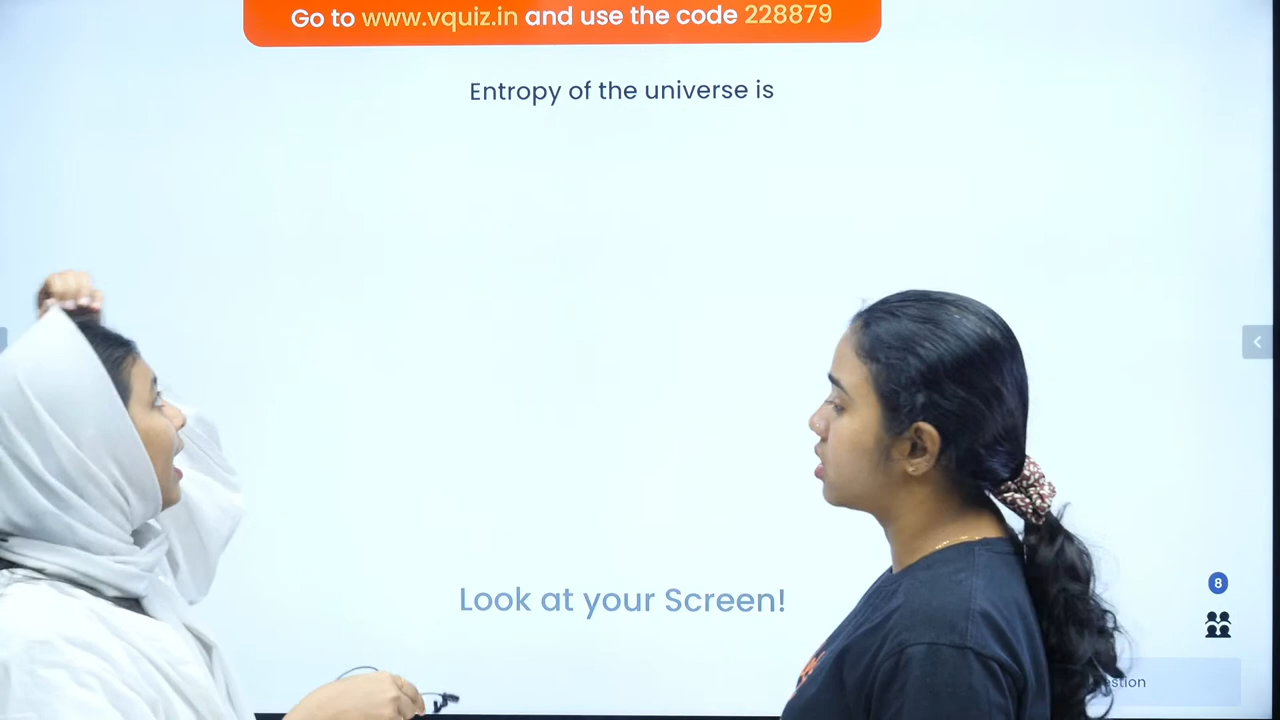 Go to www.vquiz.in and use the code 228879
Entropy of the universe is
Look at your Screen!
8